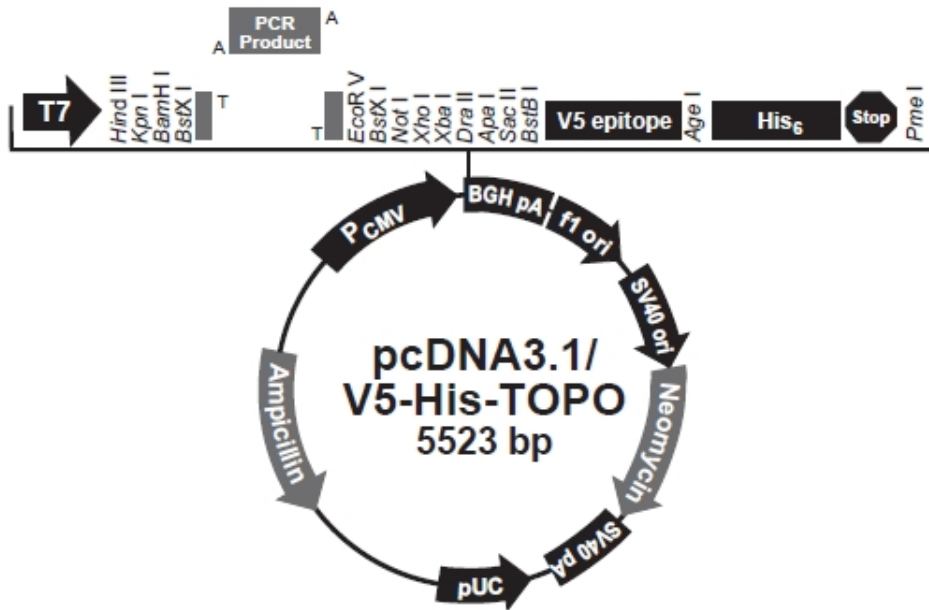 PCR
Product
A
A
T7
Hind III
Kpn I
BamH I
BstX I
T
T
EcoR V
BstX I
Not I
Xho I
Xba I
Dra II
Apa I
Sac II
BstB I
V5 epitope
Age I
His6
Stop
Pme I
PCMV
BGH pA
f1 ori
SV40 ori
Neomycin
SV40 pA
pUC
Ampicillin
pcDNA3.1/
V5-His-TOPO
5523 bp